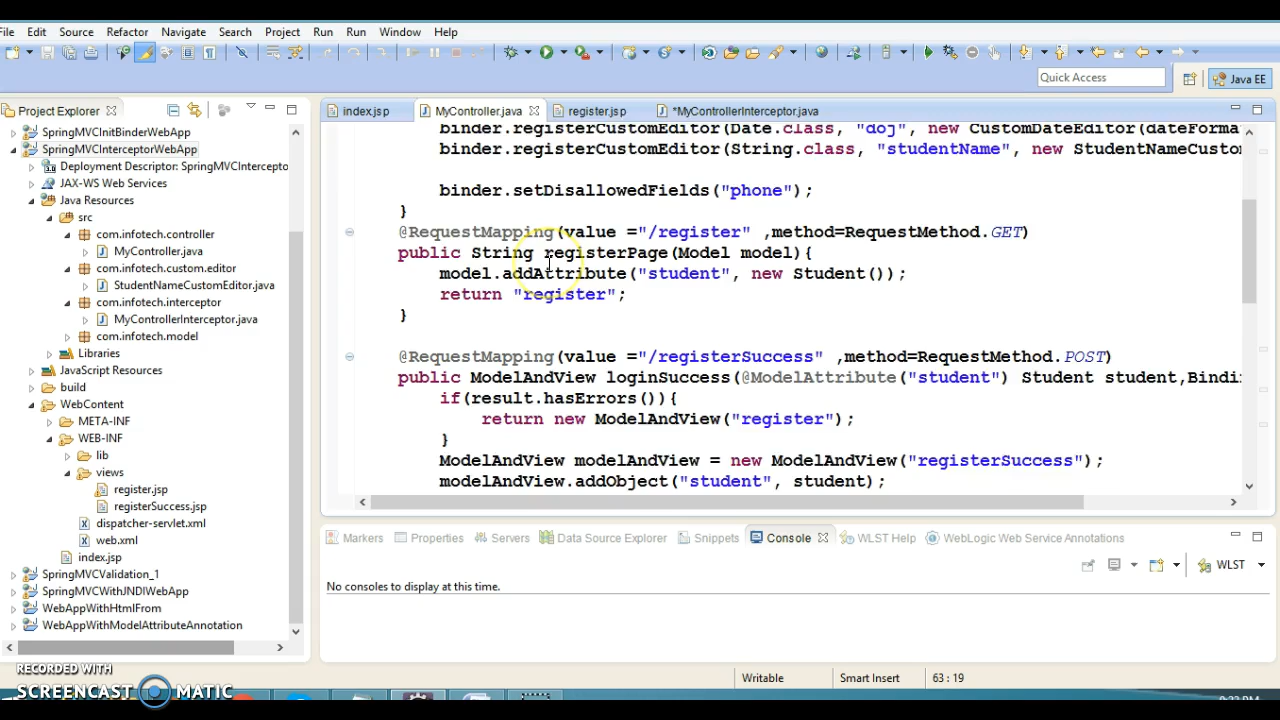 File Edit Source Refactor Navigate Search Project Run Run Window Help
Quick Access
Java EE
Project Explorer
SpringMVCInitBinderWebApp
SpringMVCInterceptorWebApp
Deployment Descriptor: SpringMVCIntercepto
JAX-WS Web Services
Java Resources
src
com.infotech.controller
MyController.java
com.infotech.custom.editor
StudentNameCustomEditor.java
com.infotech.interceptor
MyControllerInterceptor.java
com.infotech.model
Libraries
JavaScript Resources
build
WebContent
META-INF
WEB-INF
lib
views
register.jsp
registerSuccess.jsp
dispatcher-servlet.xml
web.xml
index.jsp
SpringMVCValidation_1
SpringMVCWithJNDIWebApp
WebAppWithHtmlFrom
WebAppWithModelAttributeAnnotation
index.jsp MyController.java register.jsp *MyControllerInterceptor.java
binder.registerCustomEditor(Date.class, "doj", new CustomDateEditor(dateForma
binder.registerCustomEditor(String.class, "studentName", new StudentNameCustom
binder.setDisallowedFields("phone");
}
@RequestMapping(value ="/register" ,method=RequestMethod.GET)
public String registerPage(Model model){
model.addAttribute("student", new Student());
return "register";
}
@RequestMapping(value ="/registerSuccess" ,method=RequestMethod.POST)
public ModelAndView loginSuccess(@ModelAttribute("student") Student student,Bindi
if(result.hasErrors()){
return new ModelAndView("register");
}
ModelAndView modelAndView = new ModelAndView("registerSuccess");
modelAndView.addObject("student", student);
Markers Properties Servers Data Source Explorer Snippets Console WLST Help WebLogic Web Service Annotations
WLST
No consoles to display at this time.
Writable Smart Insert 63 : 19
RECORDED WITH
SCREENCAST MATIC